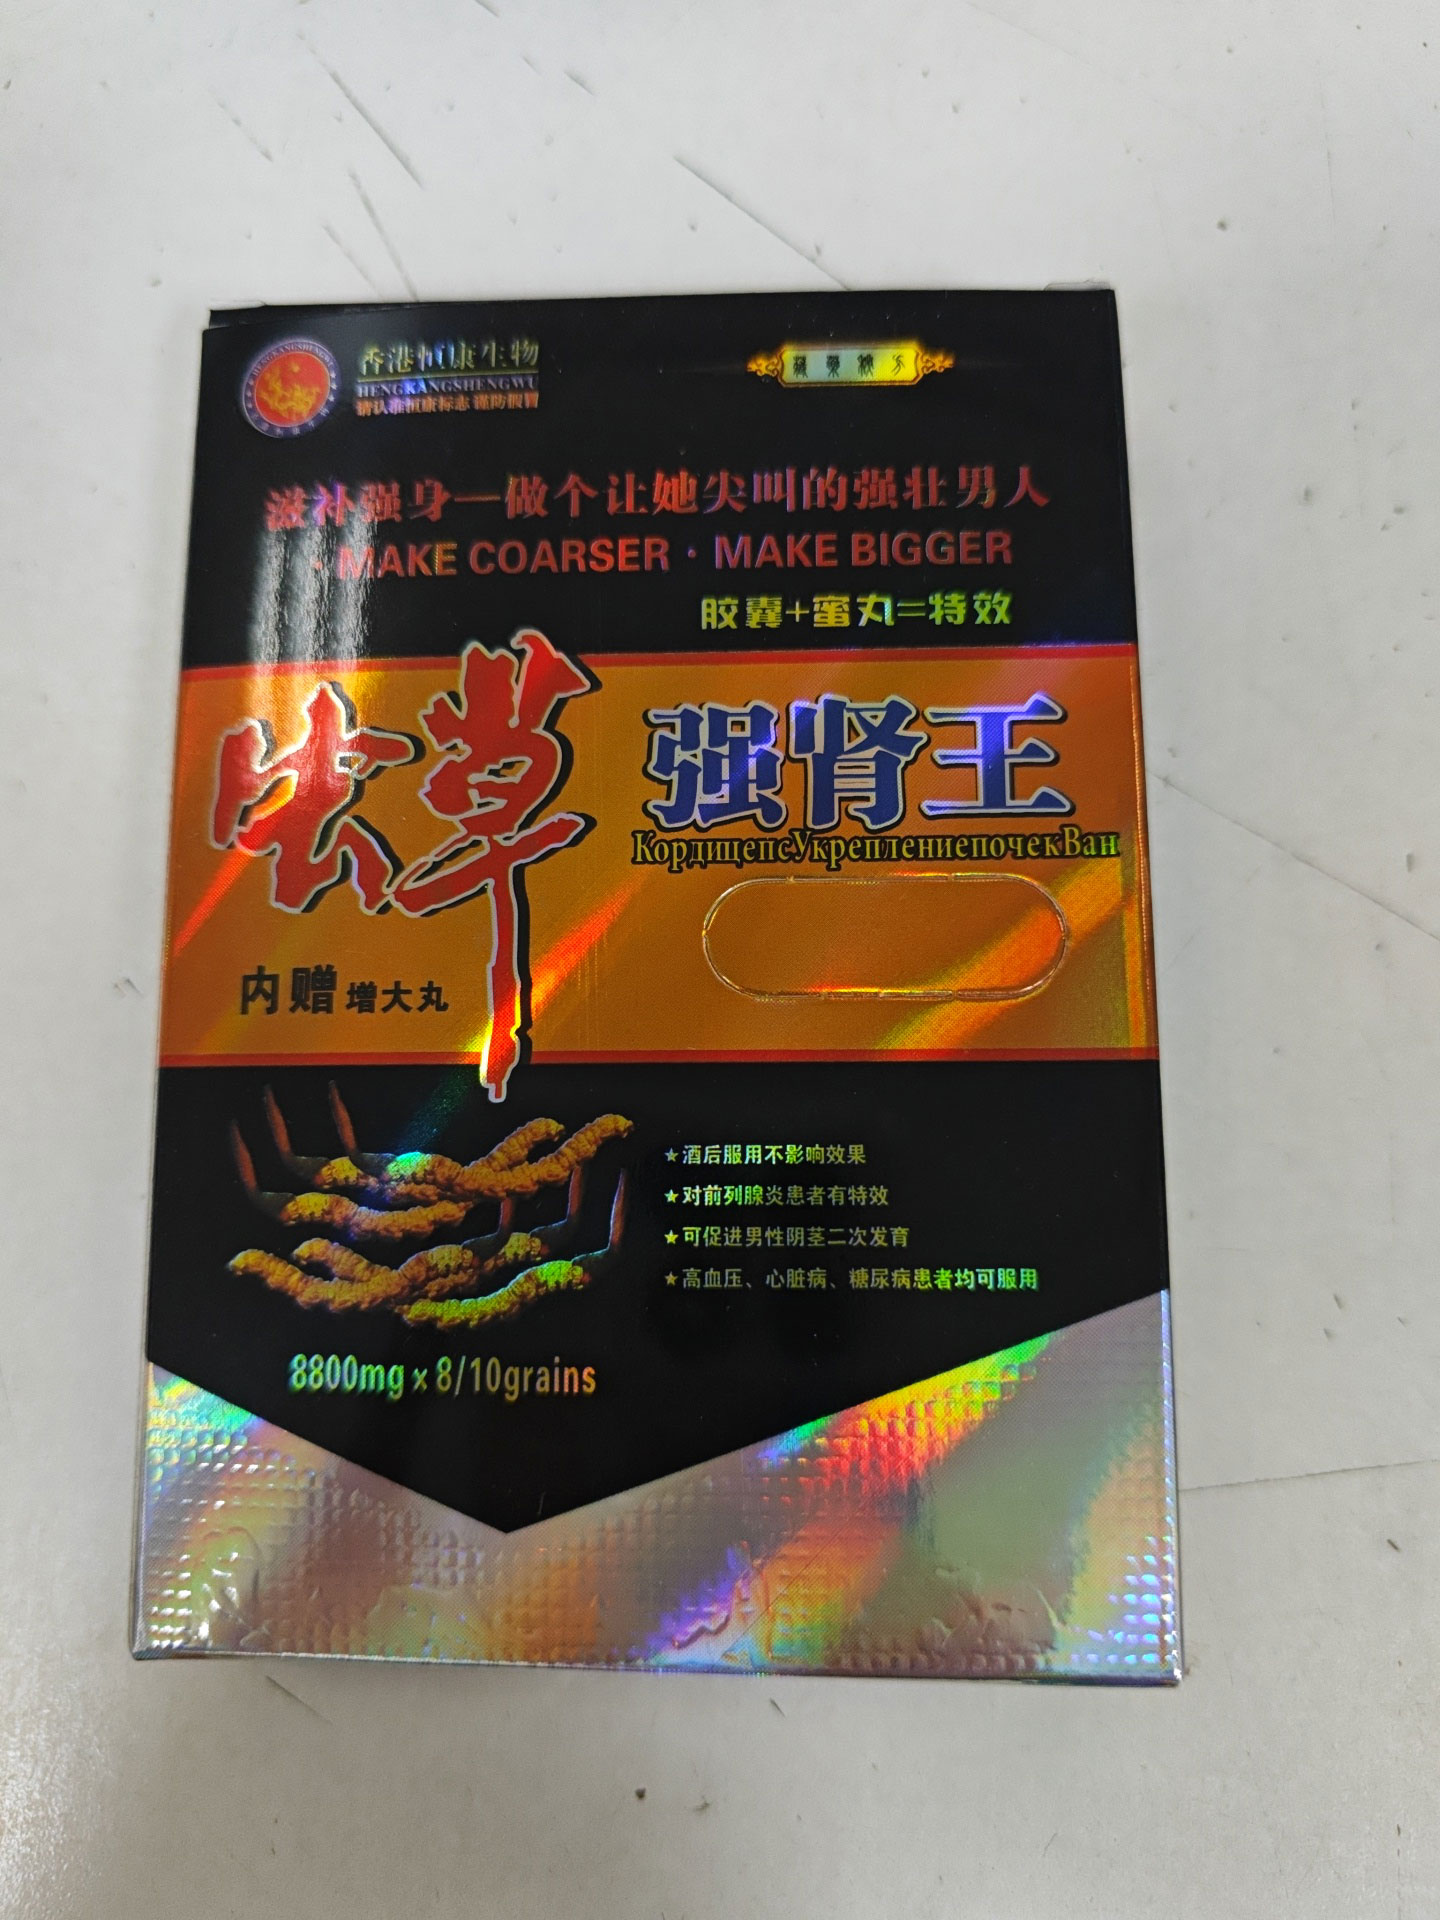 HENGKANGSHENGWU
香港恒康生物
HENGKANGSHENGWU
请认准恒康标志 谨防假冒
藏药秘方
滋补强身—做个让她尖叫的强壮男人
·MAKE COARSER·MAKE BIGGER
胶囊+蜜丸=特效
虫草
强肾王
КордицепсУкреплениепочекВан
内赠增大丸
★酒后服用不影响效果
★对前列腺炎患者有特效
★可促进男性阴茎二次发育
★高血压、心脏病、糖尿病患者均可服用
8800mg x 8/10grains